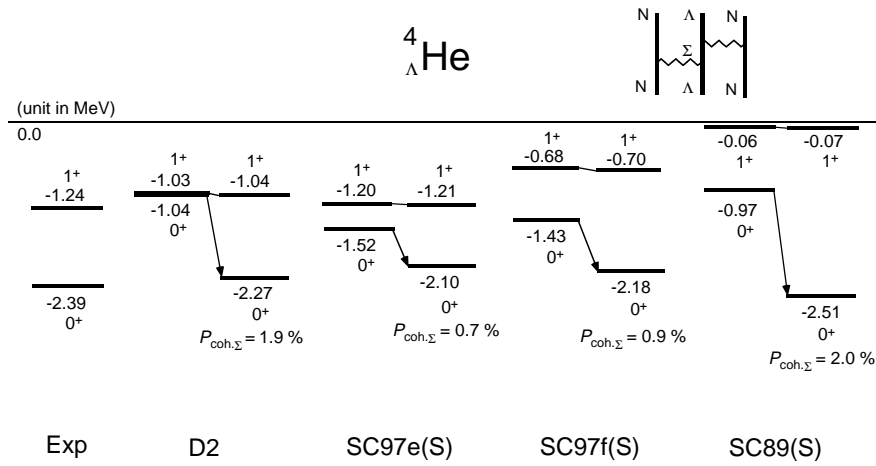 ⁴ΛHe
N Λ N
Σ
N Λ N
(unit in MeV)
0.0
1⁺
-1.24
-2.39
0⁺
Exp
1⁺
-1.03
-1.04
0⁺
1⁺
-1.04
-2.27
0⁺
Pcoh.Σ = 1.9 %
D2
1⁺
-1.20
-1.52
0⁺
1⁺
-1.21
-2.10
0⁺
Pcoh.Σ = 0.7 %
SC97e(S)
1⁺
-0.68
-1.43
0⁺
1⁺
-0.70
-2.18
0⁺
Pcoh.Σ = 0.9 %
SC97f(S)
-0.06
1⁺
-0.97
0⁺
-0.07
1⁺
-2.51
0⁺
Pcoh.Σ = 2.0 %
SC89(S)